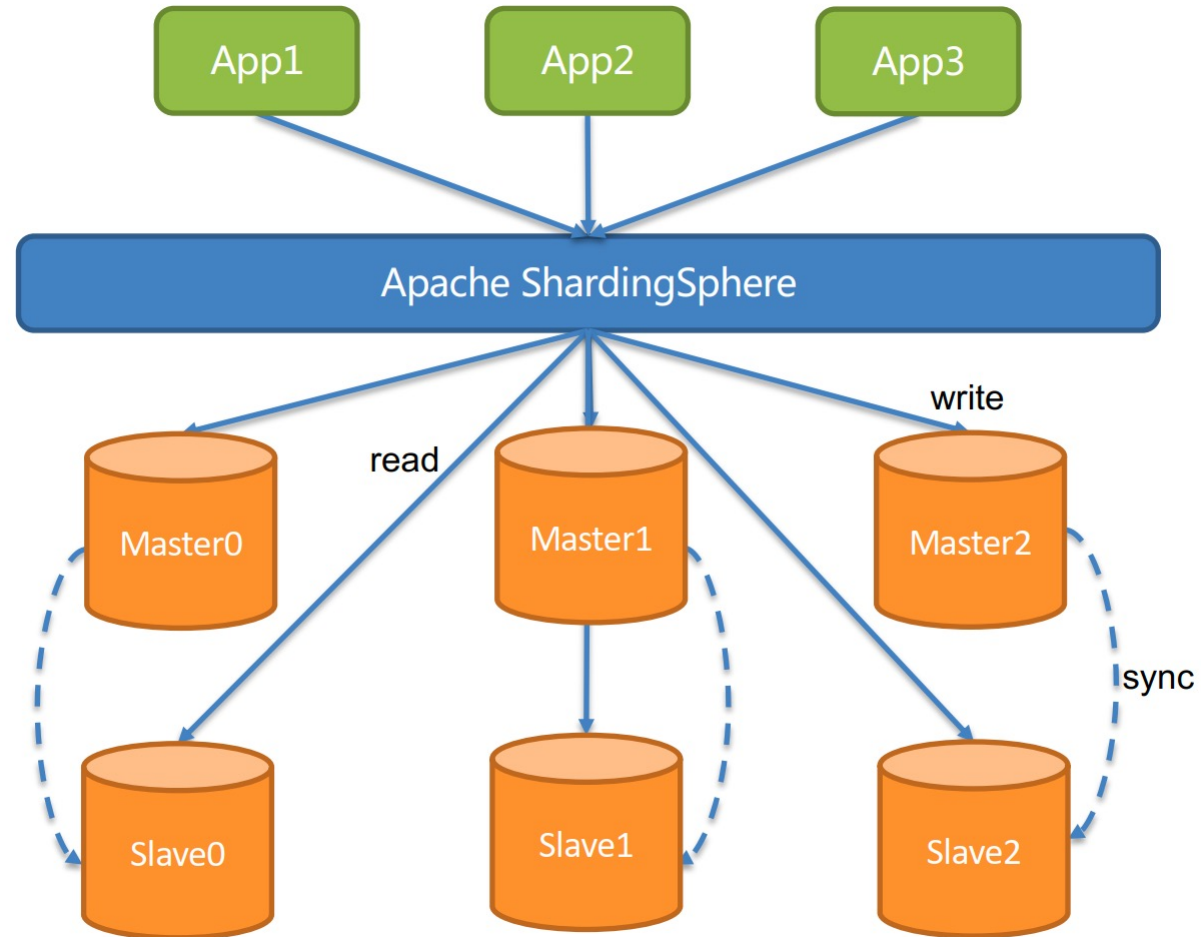 App1
App2
App3
Apache ShardingSphere
write
read
Master0
Master1
Master2
sync
Slave0
Slave1
Slave2